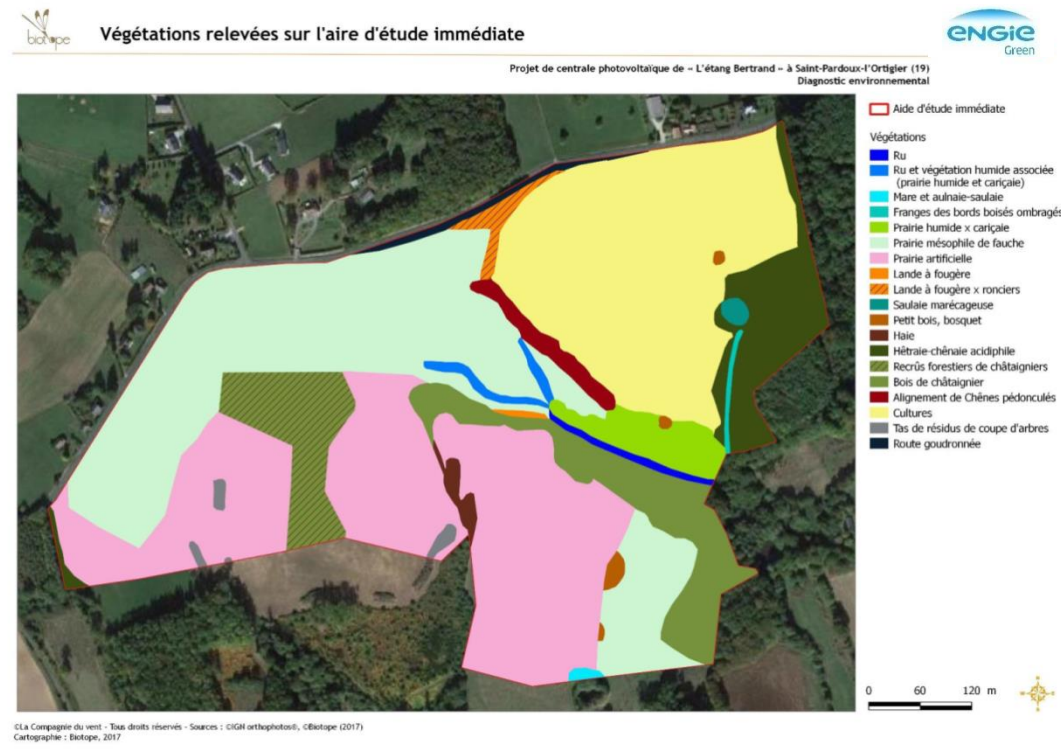 biotope
Végétations relevées sur l'aire d'étude immédiate
ENGIE
Green
Projet de centrale photovoltaïque de « L'étang Bertrand » à Saint-Pardoux-l'Ortigier (19)
Diagnostic environnemental
Aide d'étude immédiate
Végétations
Ru
Ru et végétation humide associée
(prairie humide et cariçaie)
Mare et aulnaie-saulaie
Franges des bords boisés ombragés
Prairie humide x cariçaie
Prairie mésophile de fauche
Prairie artificielle
Lande à fougère
Lande à fougère x ronciers
Saulaie marécageuse
Petit bois, bosquet
Haie
Hêtraie-chênaie acidiphile
Recrûs forestiers de châtaigniers
Bois de châtaignier
Alignement de Chênes pédonculés
Cultures
Tas de résidus de coupe d'arbres
Route goudronnée
0 60 120 m
©La Compagnie du vent - Tous droits réservés - Sources : ©IGN orthophotos®, ©Biotope (2017)
Cartographie : Biotope, 2017